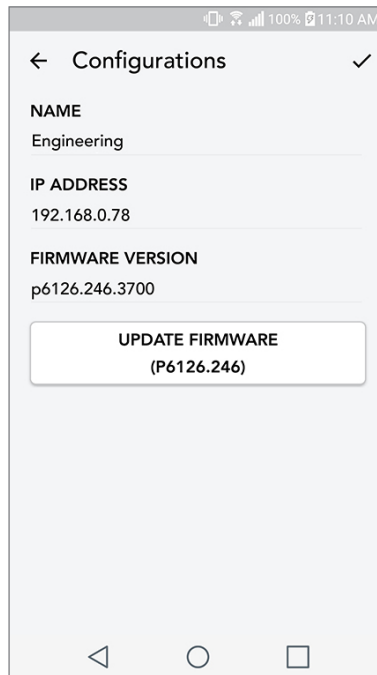 100% 11:10 AM
Configurations
NAME
Engineering
IP ADDRESS
192.168.0.78
FIRMWARE VERSION
p6126.246.3700
UPDATE FIRMWARE
(P6126.246)